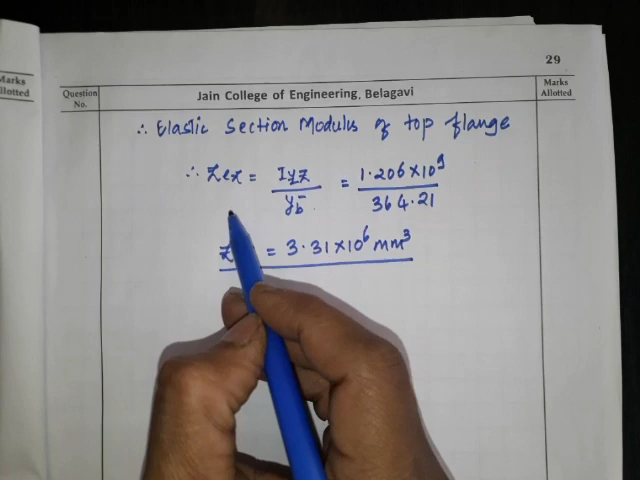 29
Marks
Allotted
Question
No.
Jain College of Engineering, Belagavi
Marks
Allotted
∴ Elastic Section Modulus of top flange
∴ Zex = Iyz / yb̄ = 1.206 × 10⁹ / 364.21
= 3.31 × 10⁶ mm³